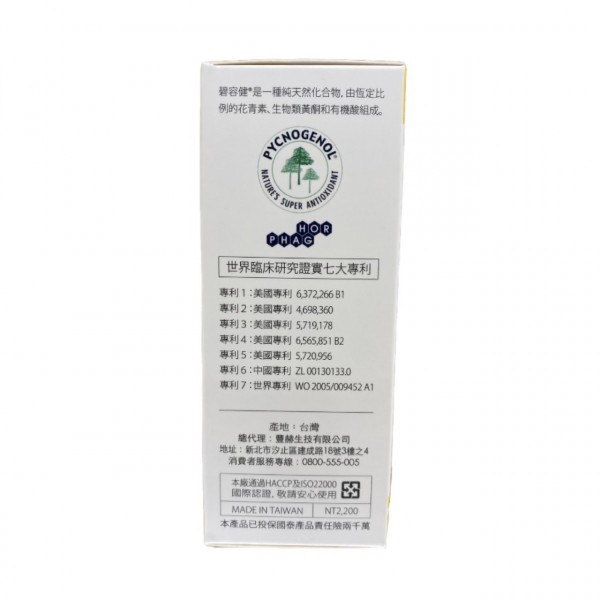 碧容健®是一種純天然化合物, 由恆定比
例的花青素、生物類黃酮和有機酸組成。
PYCNOGENOL®
NATURE'S SUPER ANTIOXIDANT
HOR
PHAG
世界臨床研究證實七大專利
專利1:美國專利 6,372,266 B1
專利2:美國專利 4,698,360
專利3:美國專利 5,719,178
專利4:美國專利 6,565,851 B2
專利5:美國專利 5,720,956
專利6:中國專利 ZL 00130133.0
專利7:世界專利 WO 2005/009452 A1
產地:台灣
總代理:豐赫生技有限公司
地址:新北市汐止區建成路18號3樓之4
消費者服務專線:0800-555-005
本廠通過HACCP及ISO22000
國際認證, 敬請安心使用
MADE IN TAIWAN NT2,200
本產品已投保國泰產品責任險兩千萬